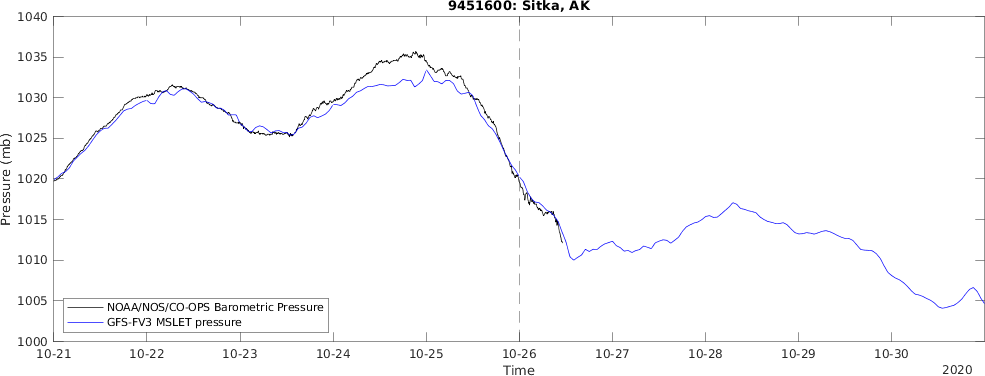 9451600: Sitka, AK
Pressure (mb)
1040
1035
1030
1025
1020
1015
1010
1005
1000
NOAA/NOS/CO-OPS Barometric Pressure
GFS-FV3 MSLET pressure
10-21 10-22 10-23 10-24 10-25 10-26 10-27 10-28 10-29 10-30
Time
2020